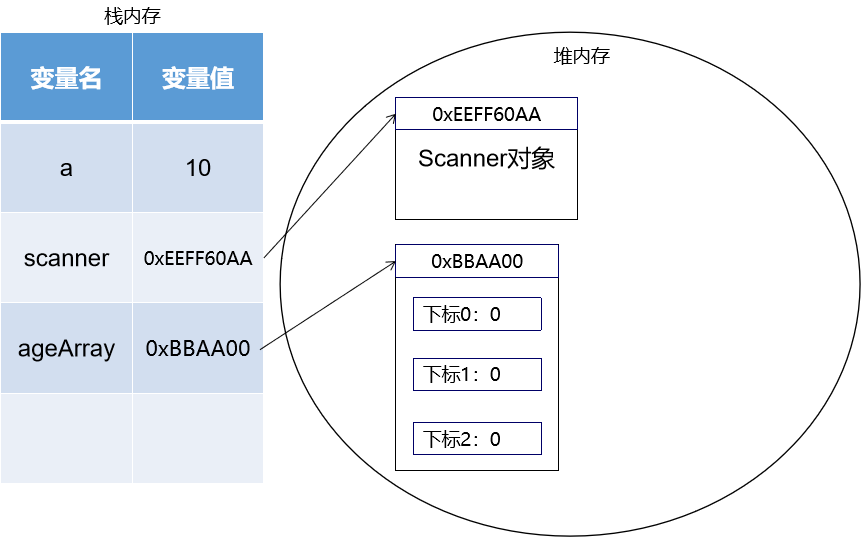 栈内存
变量名 变量值
a 10
scanner 0xEEFF60AA
ageArray 0xBBAA00
堆内存
0xEEFF60AA
Scanner对象
0xBBAA00
下标0：0
下标1：0
下标2：0